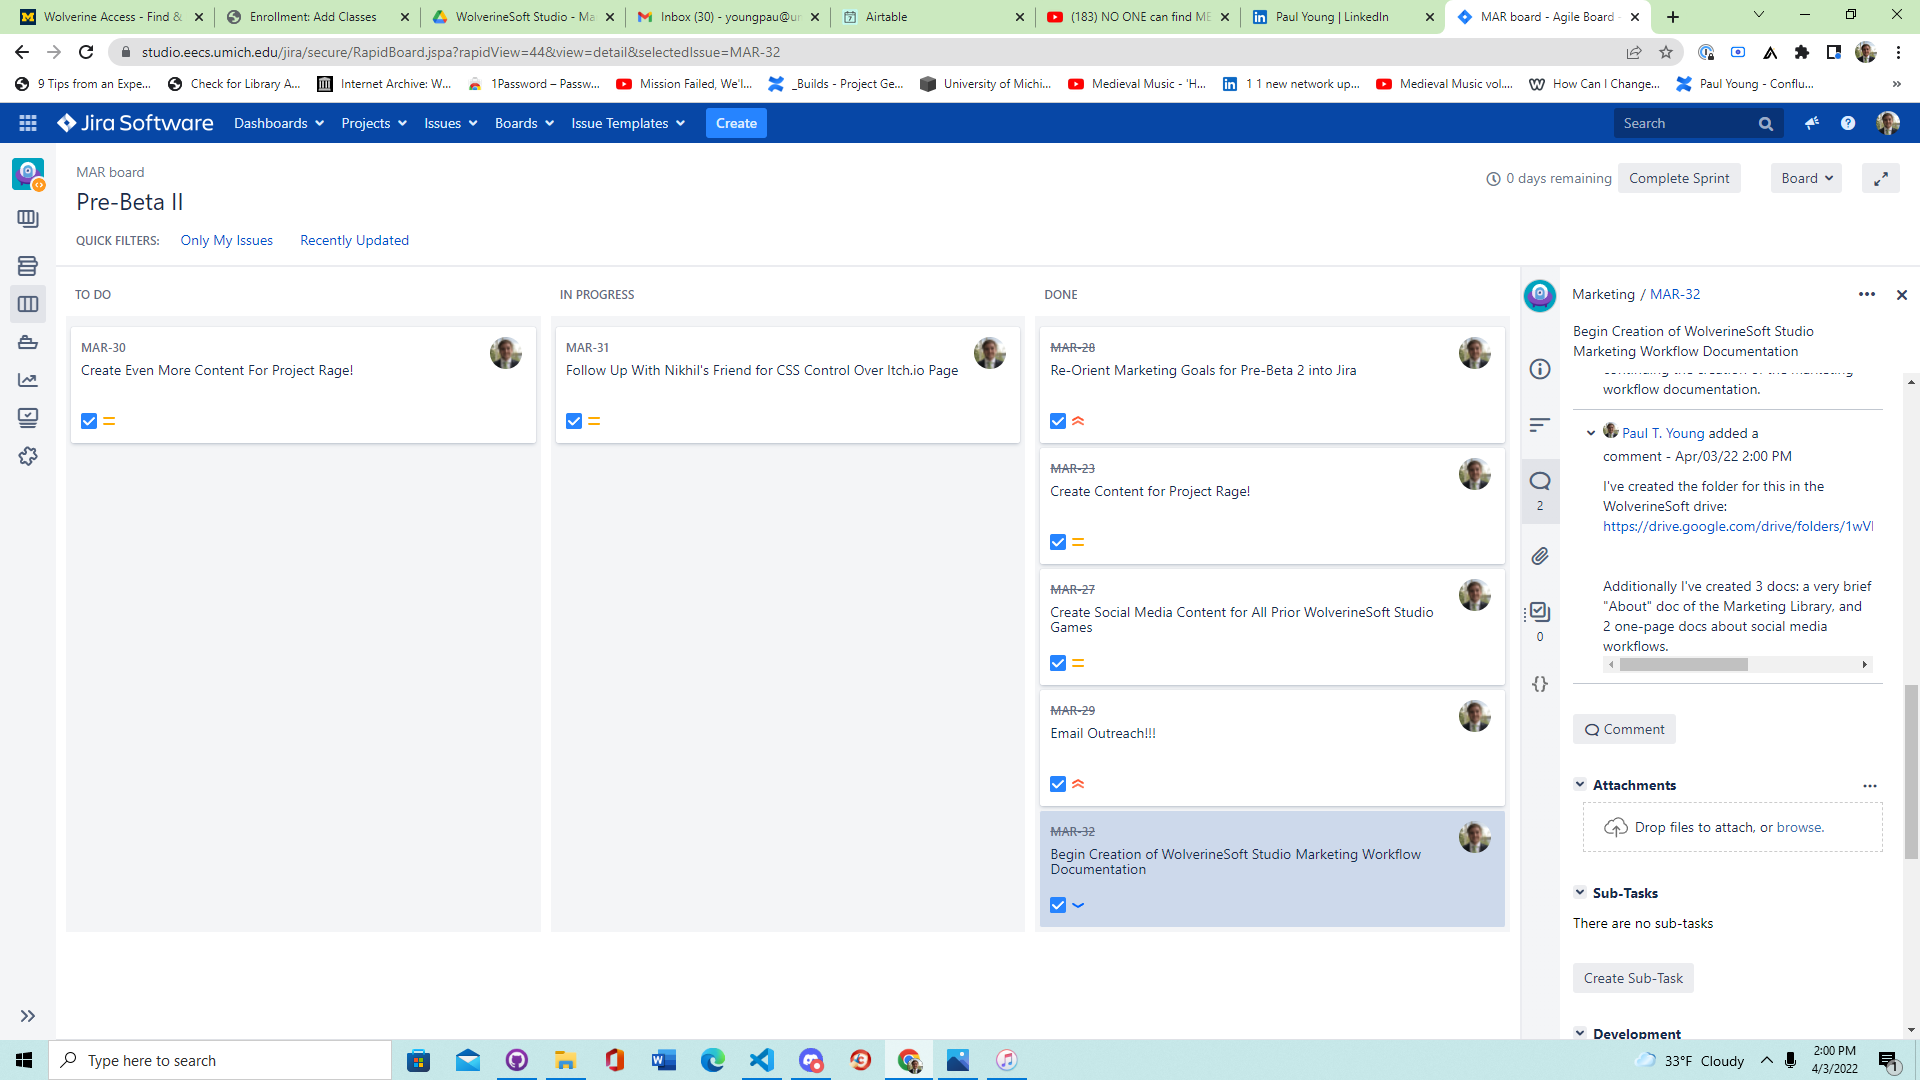 Wolverine Access - Find &
Enrollment: Add Classes
WolverineSoft Studio - Ma
Inbox (30) - youngpau@um
Airtable
(183) NO ONE can find ME
Paul Young | LinkedIn
MAR board - Agile Board -
studio.eecs.umich.edu/jira/secure/RapidBoard.jspa?rapidView=44&view=detail&selectedIssue=MAR-32
9 Tips from an Expe...
Check for Library A...
Internet Archive: W...
1Password – Passw...
Mission Failed, We'l...
_Builds - Project Ge...
University of Michi...
Medieval Music - 'H...
1 1 new network up...
Medieval Music vol....
How Can I Change...
Paul Young - Conflu...
Jira Software
Dashboards
Projects
Issues
Boards
Issue Templates
Create
Search
MAR board
Pre-Beta II
0 days remaining
Complete Sprint
Board
QUICK FILTERS:
Only My Issues
Recently Updated
TO DO
MAR-30
Create Even More Content For Project Rage!
IN PROGRESS
MAR-31
Follow Up With Nikhil's Friend for CSS Control Over Itch.io Page
DONE
MAR-28
Re-Orient Marketing Goals for Pre-Beta 2 into Jira
MAR-23
Create Content for Project Rage!
MAR-27
Create Social Media Content for All Prior WolverineSoft Studio
Games
MAR-29
Email Outreach!!!
MAR-32
Begin Creation of WolverineSoft Studio Marketing Workflow
Documentation
2
0
Marketing / MAR-32
Begin Creation of WolverineSoft Studio
Marketing Workflow Documentation
continuing the creation of the marketing
workflow documentation.
Paul T. Young added a
comment - Apr/03/22 2:00 PM
I've created the folder for this in the
WolverineSoft drive:
https://drive.google.com/drive/folders/1wVI
Additionally I've created 3 docs: a very brief
"About" doc of the Marketing Library, and
2 one-page docs about social media
workflows.
Comment
Attachments
Drop files to attach, or browse.
Sub-Tasks
There are no sub-tasks
Create Sub-Task
Development
Type here to search
33°F Cloudy
2:00 PM
4/3/2022
1